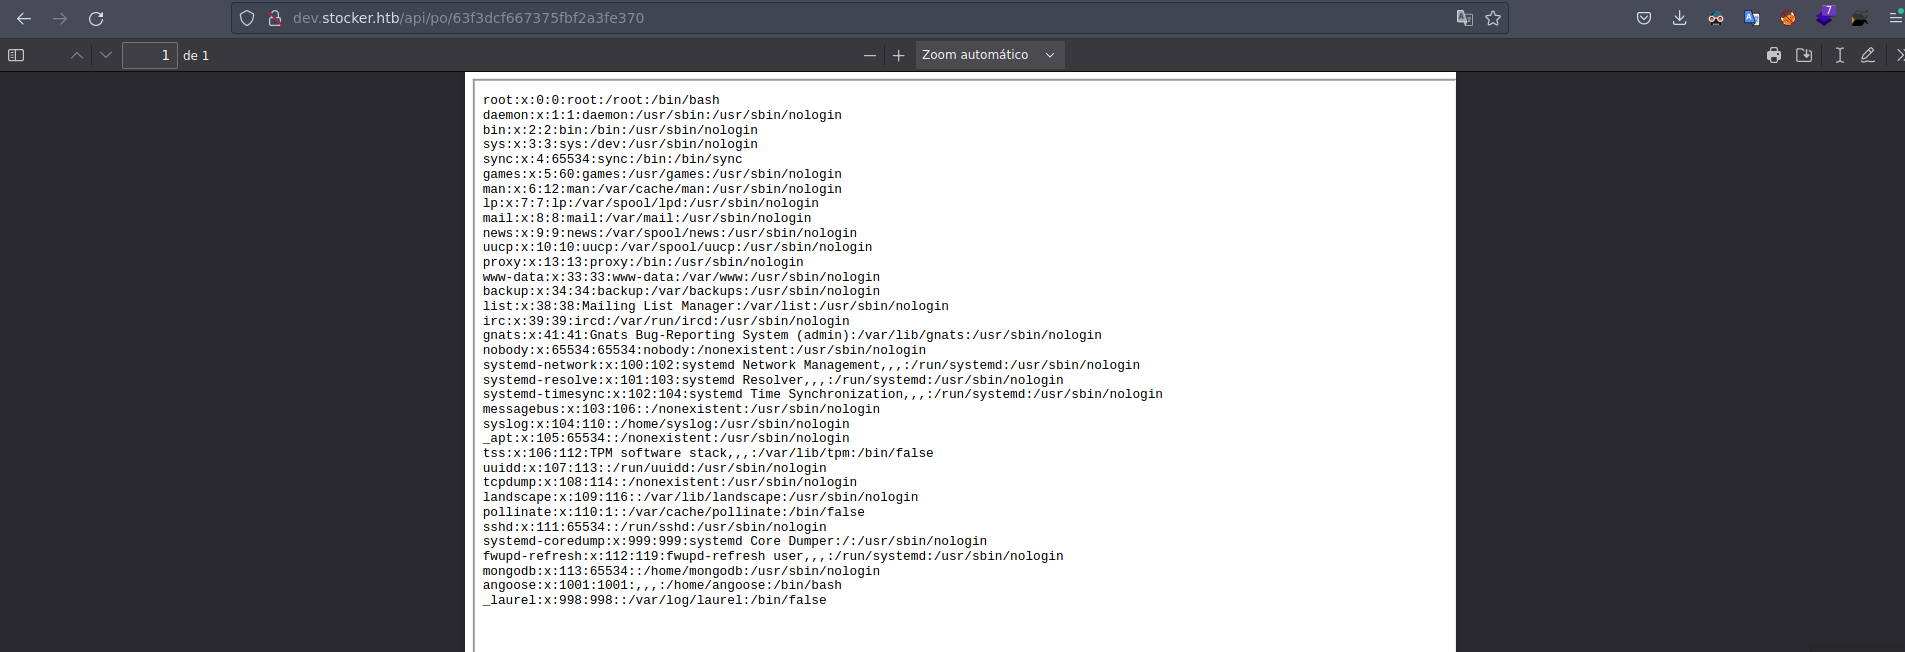 dev.stocker.htb/api/po/63f3dcf667375fbf2a3fe370
7
1 de 1
Zoom automático
root:x:0:0:root:/root:/bin/bash
daemon:x:1:1:daemon:/usr/sbin:/usr/sbin/nologin
bin:x:2:2:bin:/bin:/usr/sbin/nologin
sys:x:3:3:sys:/dev:/usr/sbin/nologin
sync:x:4:65534:sync:/bin:/bin/sync
games:x:5:60:games:/usr/games:/usr/sbin/nologin
man:x:6:12:man:/var/cache/man:/usr/sbin/nologin
lp:x:7:7:lp:/var/spool/lpd:/usr/sbin/nologin
mail:x:8:8:mail:/var/mail:/usr/sbin/nologin
news:x:9:9:news:/var/spool/news:/usr/sbin/nologin
uucp:x:10:10:uucp:/var/spool/uucp:/usr/sbin/nologin
proxy:x:13:13:proxy:/bin:/usr/sbin/nologin
www-data:x:33:33:www-data:/var/www:/usr/sbin/nologin
backup:x:34:34:backup:/var/backups:/usr/sbin/nologin
list:x:38:38:Mailing List Manager:/var/list:/usr/sbin/nologin
irc:x:39:39:ircd:/var/run/ircd:/usr/sbin/nologin
gnats:x:41:41:Gnats Bug-Reporting System (admin):/var/lib/gnats:/usr/sbin/nologin
nobody:x:65534:65534:nobody:/nonexistent:/usr/sbin/nologin
systemd-network:x:100:102:systemd Network Management,,,:/run/systemd:/usr/sbin/nologin
systemd-resolve:x:101:103:systemd Resolver,,,:/run/systemd:/usr/sbin/nologin
systemd-timesync:x:102:104:systemd Time Synchronization,,,:/run/systemd:/usr/sbin/nologin
messagebus:x:103:106::/nonexistent:/usr/sbin/nologin
syslog:x:104:110::/home/syslog:/usr/sbin/nologin
_apt:x:105:65534::/nonexistent:/usr/sbin/nologin
tss:x:106:112:TPM software stack,,,:/var/lib/tpm:/bin/false
uuidd:x:107:113::/run/uuidd:/usr/sbin/nologin
tcpdump:x:108:114::/nonexistent:/usr/sbin/nologin
landscape:x:109:116::/var/lib/landscape:/usr/sbin/nologin
pollinate:x:110:1::/var/cache/pollinate:/bin/false
sshd:x:111:65534::/run/sshd:/usr/sbin/nologin
systemd-coredump:x:999:999:systemd Core Dumper:/:/usr/sbin/nologin
fwupd-refresh:x:112:119:fwupd-refresh user,,,:/run/systemd:/usr/sbin/nologin
mongodb:x:113:65534::/home/mongodb:/usr/sbin/nologin
angoose:x:1001:1001:,,,:/home/angoose:/bin/bash
_laurel:x:998:998::/var/log/laurel:/bin/false